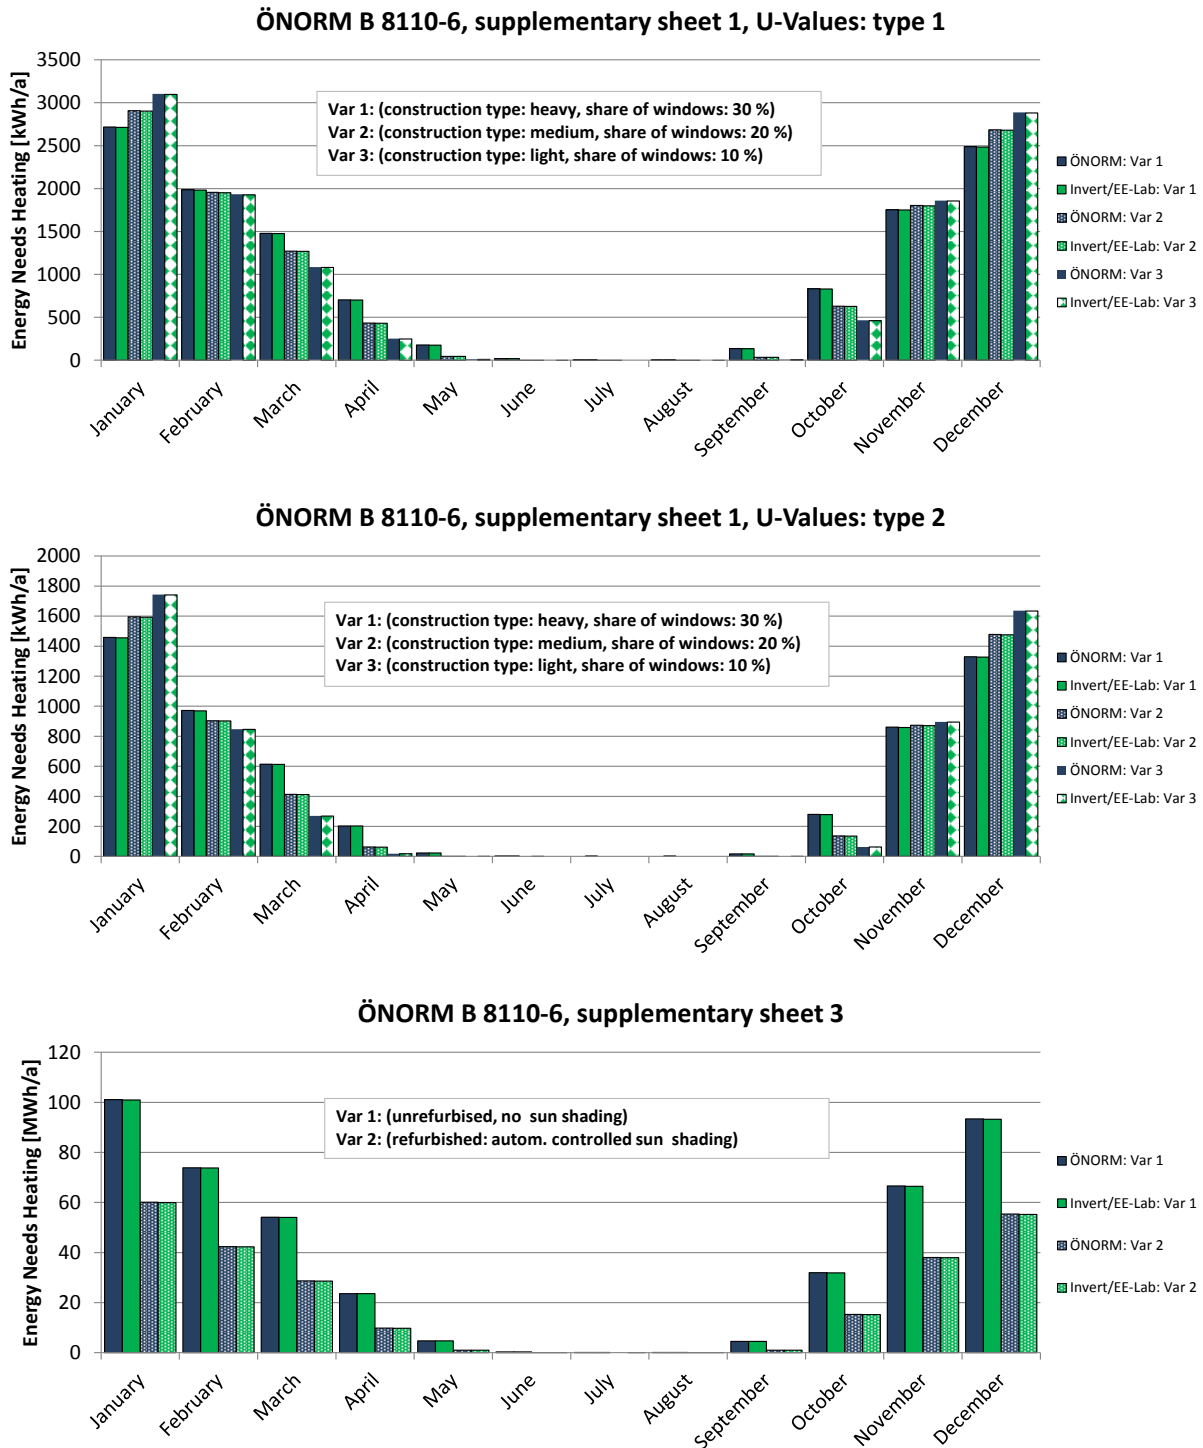 ÖNORM B 8110-6, supplementary sheet 1, U-Values: type 1
Energy Needs Heating [kWh/a]
3500
3000
2500
2000
1500
1000
500
0
Var 1: (construction type: heavy, share of windows: 30 %)
Var 2: (construction type: medium, share of windows: 20 %)
Var 3: (construction type: light, share of windows: 10 %)
ÖNORM: Var 1
Invert/EE-Lab: Var 1
ÖNORM: Var 2
Invert/EE-Lab: Var 2
ÖNORM: Var 3
Invert/EE-Lab: Var 3
January
February
March
April
May
June
July
August
September
October
November
December
ÖNORM B 8110-6, supplementary sheet 1, U-Values: type 2
Energy Needs Heating [kWh/a]
2000
1800
1600
1400
1200
1000
800
600
400
200
0
Var 1: (construction type: heavy, share of windows: 30 %)
Var 2: (construction type: medium, share of windows: 20 %)
Var 3: (construction type: light, share of windows: 10 %)
ÖNORM: Var 1
Invert/EE-Lab: Var 1
ÖNORM: Var 2
Invert/EE-Lab: Var 2
ÖNORM: Var 3
Invert/EE-Lab: Var 3
January
February
March
April
May
June
July
August
September
October
November
December
ÖNORM B 8110-6, supplementary sheet 3
Energy Needs Heating [MWh/a]
120
100
80
60
40
20
0
Var 1: (unrefurbised, no  sun shading)
Var 2: (refurbished: autom. controlled sun  shading)
ÖNORM: Var 1
Invert/EE-Lab: Var 1
ÖNORM: Var 2
Invert/EE-Lab: Var 2
January
February
March
April
May
June
July
August
September
October
November
December